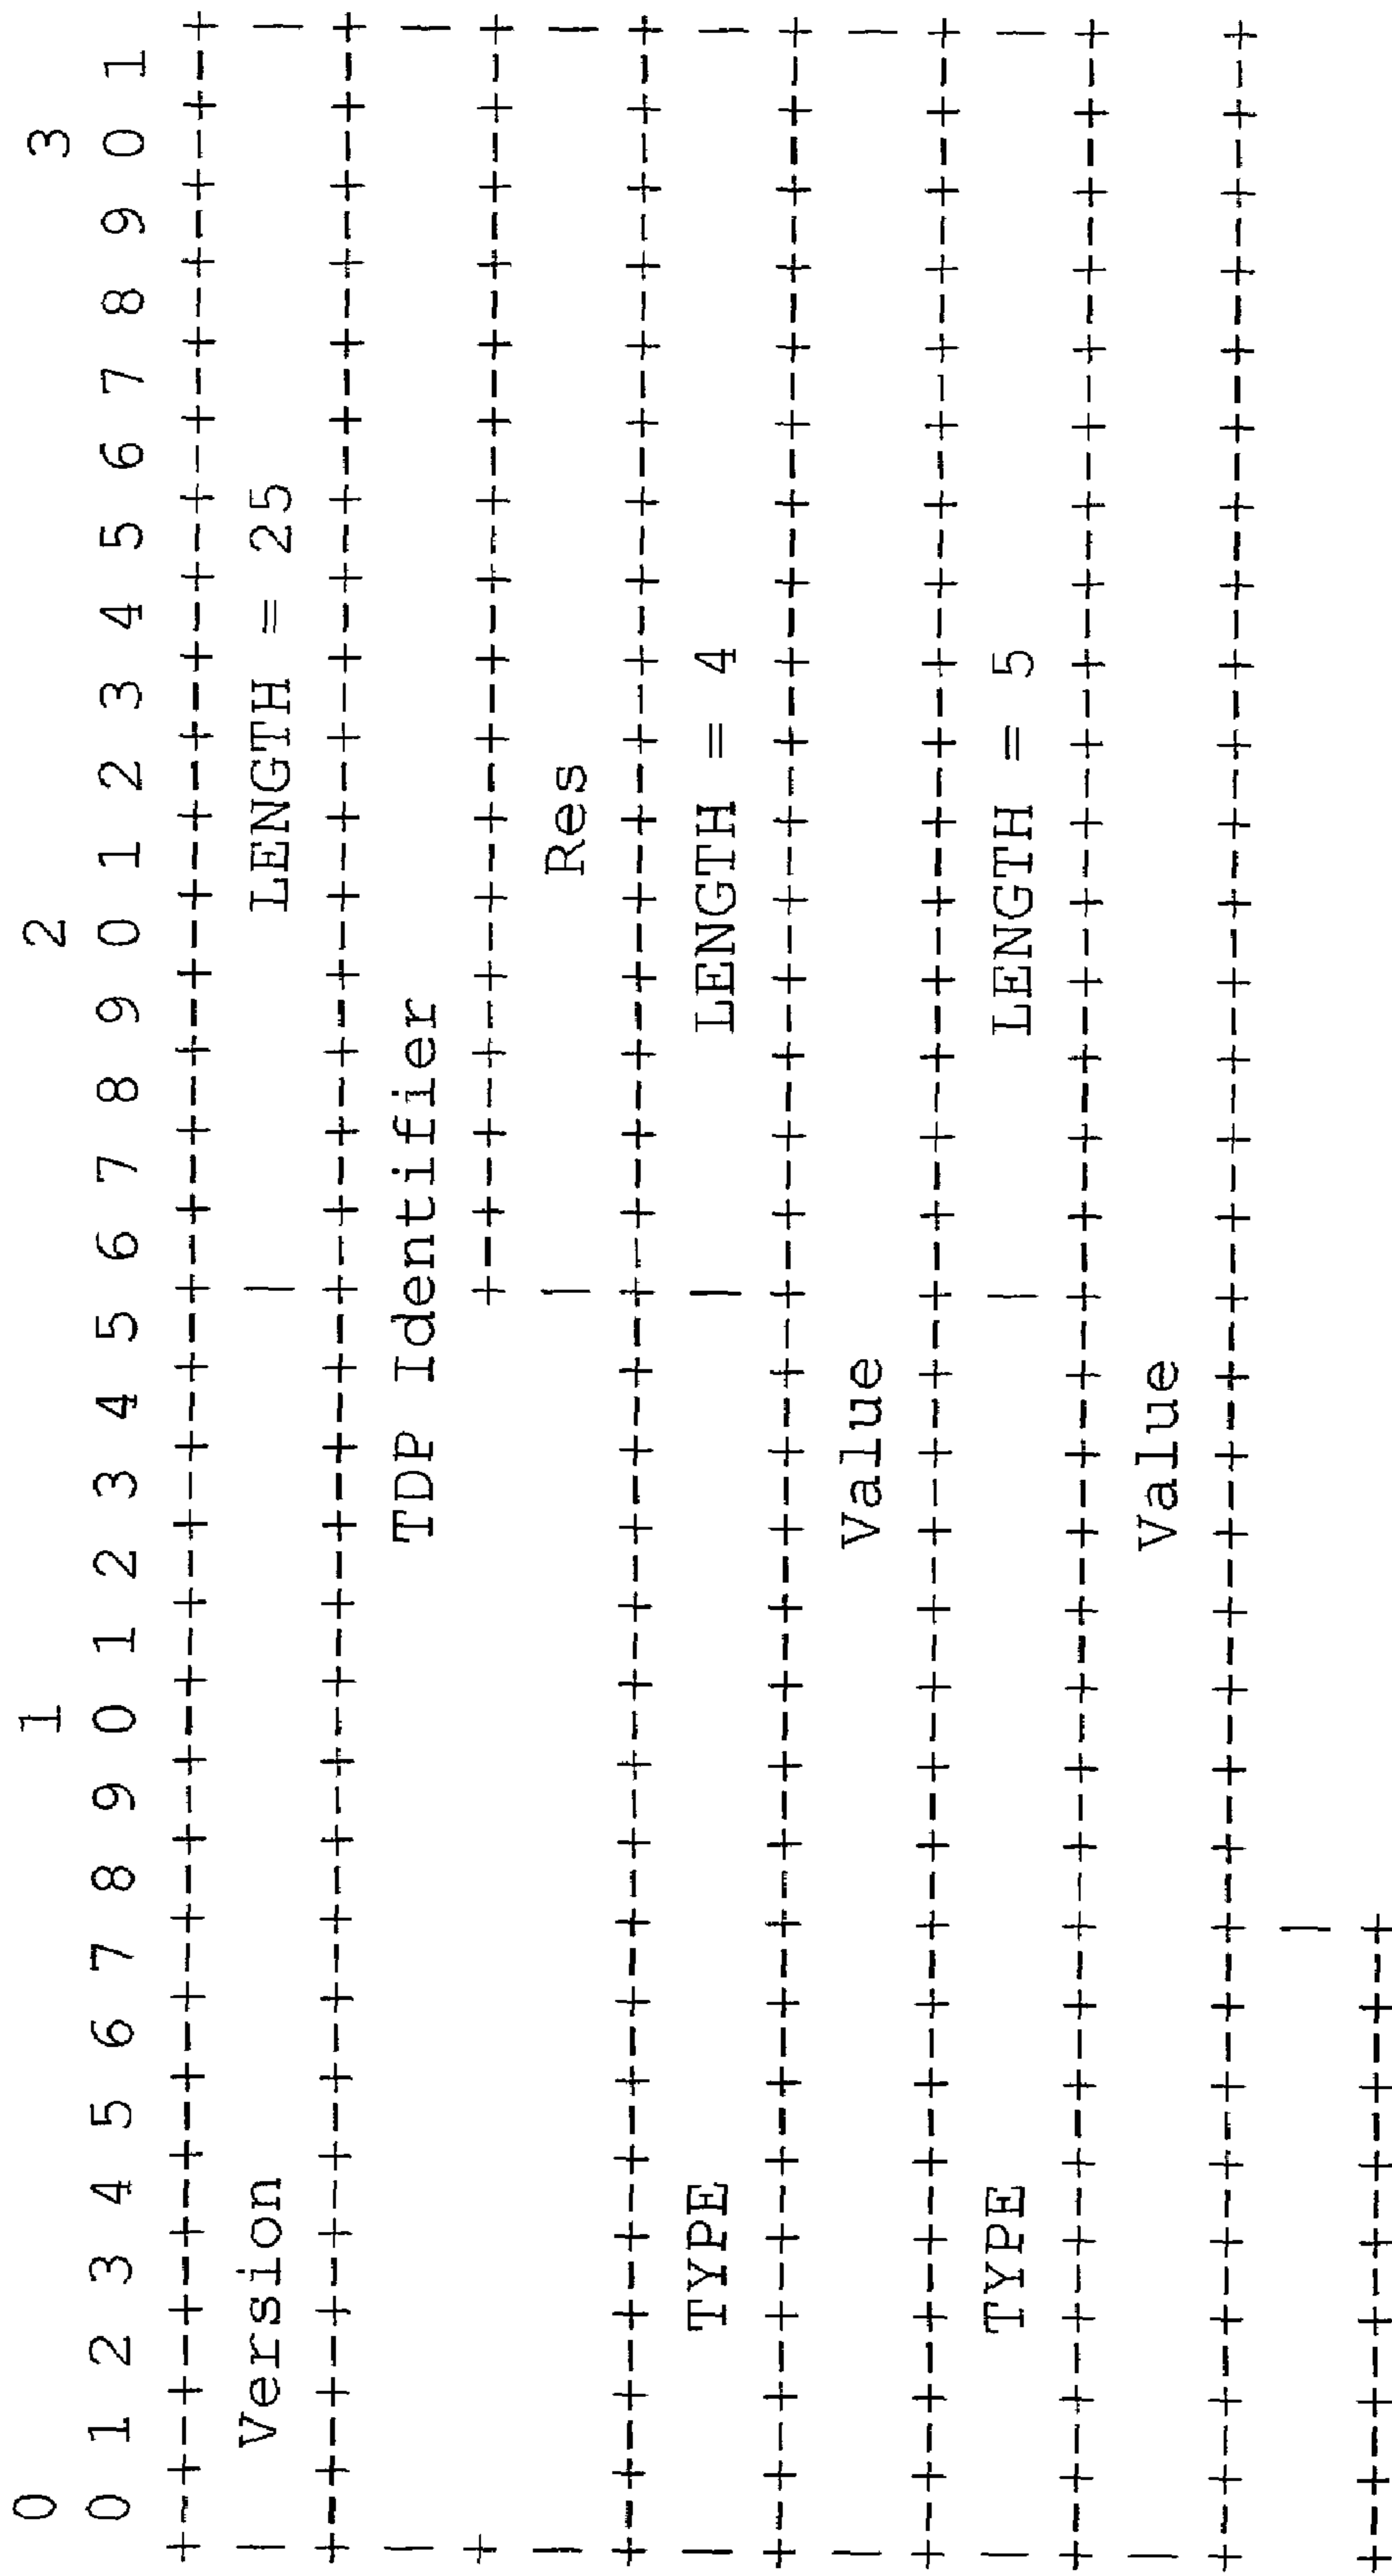 0                   1                   2                   3
 0 1 2 3 4 5 6 7 8 9 0 1 2 3 4 5 6 7 8 9 0 1 2 3 4 5 6 7 8 9 0 1
+-+-+-+-+-+-+-+-+-+-+-+-+-+-+-+-+-+-+-+-+-+-+-+-+-+-+-+-+-+-+-+-+
|  Version                      |         LENGTH = 25           |
+-+-+-+-+-+-+-+-+-+-+-+-+-+-+-+-+-+-+-+-+-+-+-+-+-+-+-+-+-+-+-+-+
|                         TDP Identifier                        |
+                               +-+-+-+-+-+-+-+-+-+-+-+-+-+-+-+-+
|                               |          Res                  |
+-+-+-+-+-+-+-+-+-+-+-+-+-+-+-+-+-+-+-+-+-+-+-+-+-+-+-+-+-+-+-+-+
|     TYPE                      |      LENGTH = 4               |
+-+-+-+-+-+-+-+-+-+-+-+-+-+-+-+-+-+-+-+-+-+-+-+-+-+-+-+-+-+-+-+-+
|                         Value                                 |
+-+-+-+-+-+-+-+-+-+-+-+-+-+-+-+-+-+-+-+-+-+-+-+-+-+-+-+-+-+-+-+-+
|     TYPE                      |      LENGTH = 5               |
+-+-+-+-+-+-+-+-+-+-+-+-+-+-+-+-+-+-+-+-+-+-+-+-+-+-+-+-+-+-+-+-+
|                         Value
+-+-+-+-+-+-+-+-+-+-+-+-+-+-+-+-+-+-+-+-+-+-+-+-+-+-+-+-+-+-+-+-+
                |
+-+-+-+-+-+-+-+-+